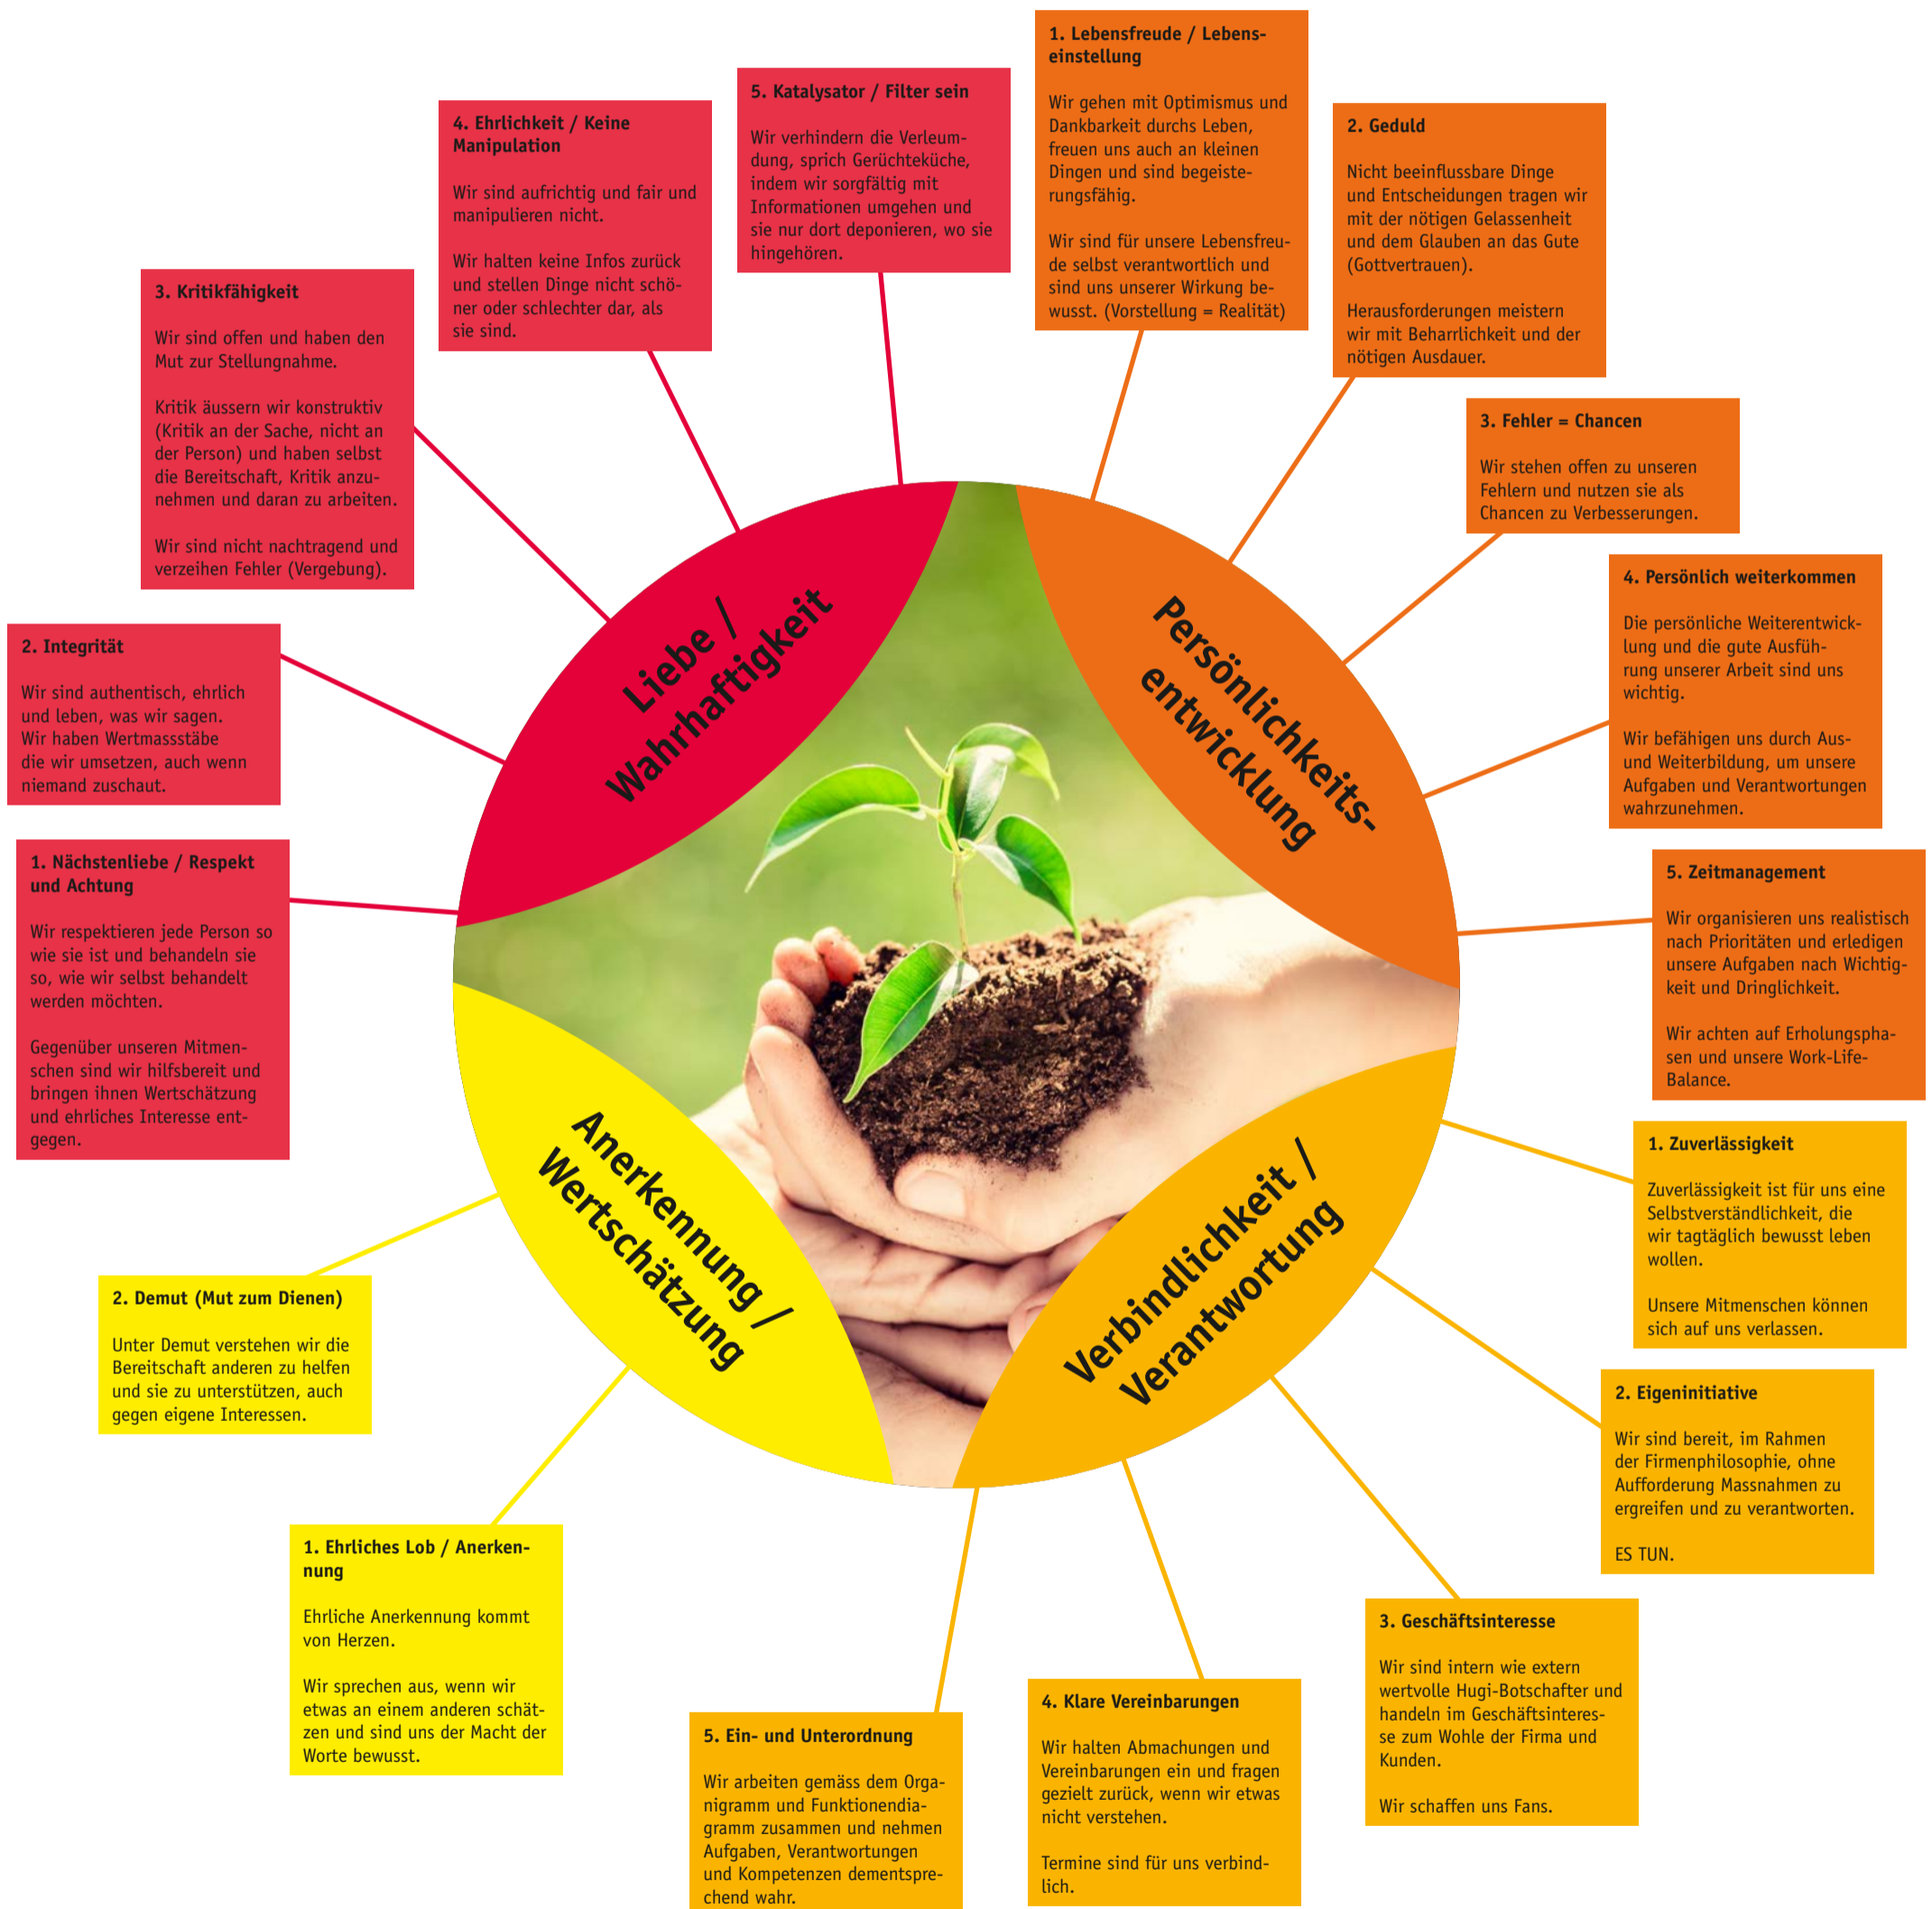 Liebe /
Wahrhaftigkeit
1. Nächstenliebe / Respekt
und Achtung
Wir respektieren jede Person so
wie sie ist und behandeln sie
so, wie wir selbst behandelt
werden möchten.
Gegenüber unseren Mitmen-
schen sind wir hilfsbereit und
bringen ihnen Wertschätzung
und ehrliches Interesse ent-
gegen.
2. Integrität
Wir sind authentisch, ehrlich
und leben, was wir sagen.
Wir haben Wertmassstäbe
die wir umsetzen, auch wenn
niemand zuschaut.
3. Kritikfähigkeit
Wir sind offen und haben den
Mut zur Stellungnahme.
Kritik äussern wir konstruktiv
(Kritik an der Sache, nicht an
der Person) und haben selbst
die Bereitschaft, Kritik anzu-
nehmen und daran zu arbeiten.
Wir sind nicht nachtragend und
verzeihen Fehler (Vergebung).
4. Ehrlichkeit / Keine
Manipulation
Wir sind aufrichtig und fair und
manipulieren nicht.
Wir halten keine Infos zurück
und stellen Dinge nicht schö-
ner oder schlechter dar, als
sie sind.
5. Katalysator / Filter sein
Wir verhindern die Verleum-
dung, sprich Gerüchteküche,
indem wir sorgfältig mit
Informationen umgehen und
sie nur dort deponieren, wo sie
hingehören.
Persönlichkeits-
entwicklung
1. Lebensfreude / Lebens-
einstellung
Wir gehen mit Optimismus und
Dankbarkeit durchs Leben,
freuen uns auch an kleinen
Dingen und sind begeiste-
rungsfähig.
Wir sind für unsere Lebensfreu-
de selbst verantwortlich und
sind uns unserer Wirkung be-
wusst. (Vorstellung = Realität)
2. Geduld
Nicht beeinflussbare Dinge
und Entscheidungen tragen wir
mit der nötigen Gelassenheit
und dem Glauben an das Gute
(Gottvertrauen).
Herausforderungen meistern
wir mit Beharrlichkeit und der
nötigen Ausdauer.
3. Fehler = Chancen
Wir stehen offen zu unseren
Fehlern und nutzen sie als
Chancen zu Verbesserungen.
4. Persönlich weiterkommen
Die persönliche Weiterentwick-
lung und die gute Ausfüh-
rung unserer Arbeit sind uns
wichtig.
Wir befähigen uns durch Aus-
und Weiterbildung, um unsere
Aufgaben und Verantwortungen
wahrzunehmen.
5. Zeitmanagement
Wir organisieren uns realistisch
nach Prioritäten und erledigen
unsere Aufgaben nach Wichtig-
keit und Dringlichkeit.
Wir achten auf Erholungspha-
sen und unsere Work-Life-
Balance.
Verbindlichkeit /
Verantwortung
1. Zuverlässigkeit
Zuverlässigkeit ist für uns eine
Selbstverständlichkeit, die
wir tagtäglich bewusst leben
wollen.
Unsere Mitmenschen können
sich auf uns verlassen.
2. Eigeninitiative
Wir sind bereit, im Rahmen
der Firmenphilosophie, ohne
Aufforderung Massnahmen zu
ergreifen und zu verantworten.
ES TUN.
3. Geschäftsinteresse
Wir sind intern wie extern
wertvolle Hugi-Botschafter und
handeln im Geschäftsinteres-
se zum Wohle der Firma und
Kunden.
Wir schaffen uns Fans.
4. Klare Vereinbarungen
Wir halten Abmachungen und
Vereinbarungen ein und fragen
gezielt zurück, wenn wir etwas
nicht verstehen.
Termine sind für uns verbind-
lich.
5. Ein- und Unterordnung
Wir arbeiten gemäss dem Orga-
nigramm und Funktionendia-
gramm zusammen und nehmen
Aufgaben, Verantwortungen
und Kompetenzen dementspre-
chend wahr.
Anerkennung /
Wertschätzung
1. Ehrliches Lob / Anerken-
nung
Ehrliche Anerkennung kommt
von Herzen.
Wir sprechen aus, wenn wir
etwas an einem anderen schät-
zen und sind uns der Macht der
Worte bewusst.
2. Demut (Mut zum Dienen)
Unter Demut verstehen wir die
Bereitschaft anderen zu helfen
und sie zu unterstützen, auch
gegen eigene Interessen.